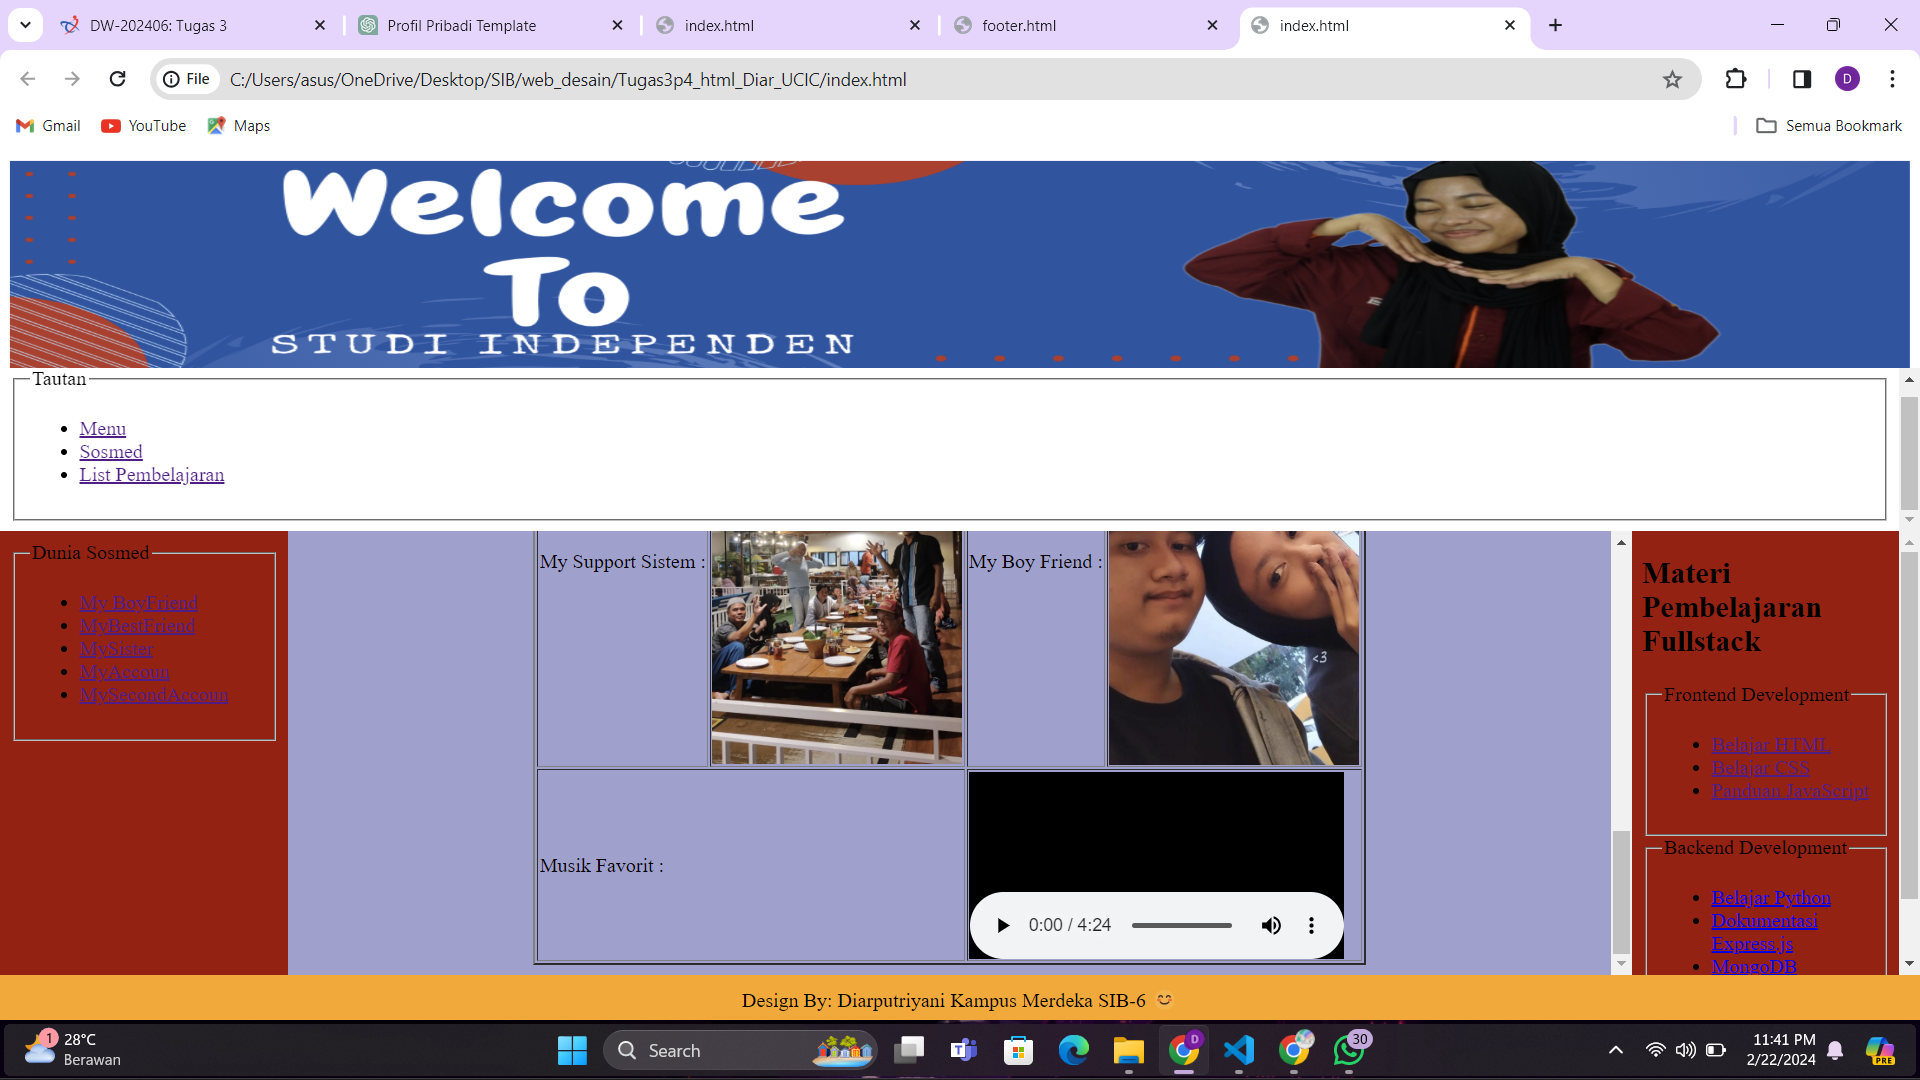 DW-202406: Tugas 3
Profil Pribadi Template
index.html
footer.html
index.html
File
C:/Users/asus/OneDrive/Desktop/SIB/web_desain/Tugas3p4_html_Diar_UCIC/index.html
D
Gmail
YouTube
Maps
Semua Bookmark
Welcome
To
STUDI INDEPENDEN
Tautan
Menu
Sosmed
List Pembelajaran
Dunia Sosmed
My BoyFriend
MyBestFriend
MySister
MyAccoun
MySecondAccoun
My Support Sistem :
My Boy Friend :
<3
Musik Favorit :
0:00 / 4:24
Materi
Pembelajaran
Fullstack
Frontend Development
Belajar HTML
Belajar CSS
Panduan JavaScript
Backend Development
Belajar Python
Dokumentasi
Express.js
MongoDB
Design By: Diarputriyani Kampus Merdeka SIB-6 😊
1
28°C
Berawan
Search
D
30
11:41 PM
2/22/2024
PRE